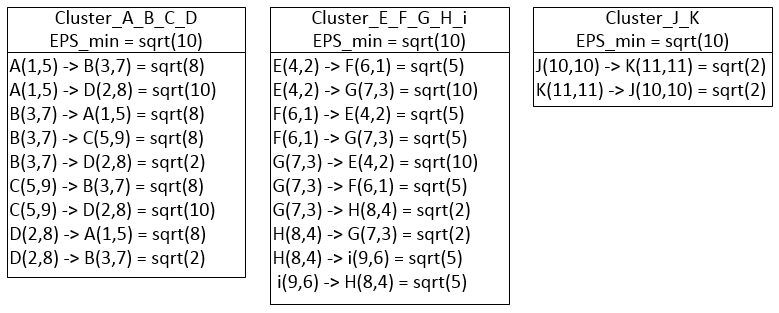 Cluster_A_B_C_D
EPS_min = sqrt(10)
A(1,5) -> B(3,7) = sqrt(8)
A(1,5) -> D(2,8) = sqrt(10)
B(3,7) -> A(1,5) = sqrt(8)
B(3,7) -> C(5,9) = sqrt(8)
B(3,7) -> D(2,8) = sqrt(2)
C(5,9) -> B(3,7) = sqrt(8)
C(5,9) -> D(2,8) = sqrt(10)
D(2,8) -> A(1,5) = sqrt(8)
D(2,8) -> B(3,7) = sqrt(2)
Cluster_E_F_G_H_i
EPS_min = sqrt(10)
E(4,2) -> F(6,1) = sqrt(5)
E(4,2) -> G(7,3) = sqrt(10)
F(6,1) -> E(4,2) = sqrt(5)
F(6,1) -> G(7,3) = sqrt(5)
G(7,3) -> E(4,2) = sqrt(10)
G(7,3) -> F(6,1) = sqrt(5)
G(7,3) -> H(8,4) = sqrt(2)
H(8,4) -> G(7,3) = sqrt(2)
H(8,4) -> i(9,6) = sqrt(5)
i(9,6) -> H(8,4) = sqrt(5)
Cluster_J_K
EPS_min = sqrt(10)
J(10,10) -> K(11,11) = sqrt(2)
K(11,11) -> J(10,10) = sqrt(2)